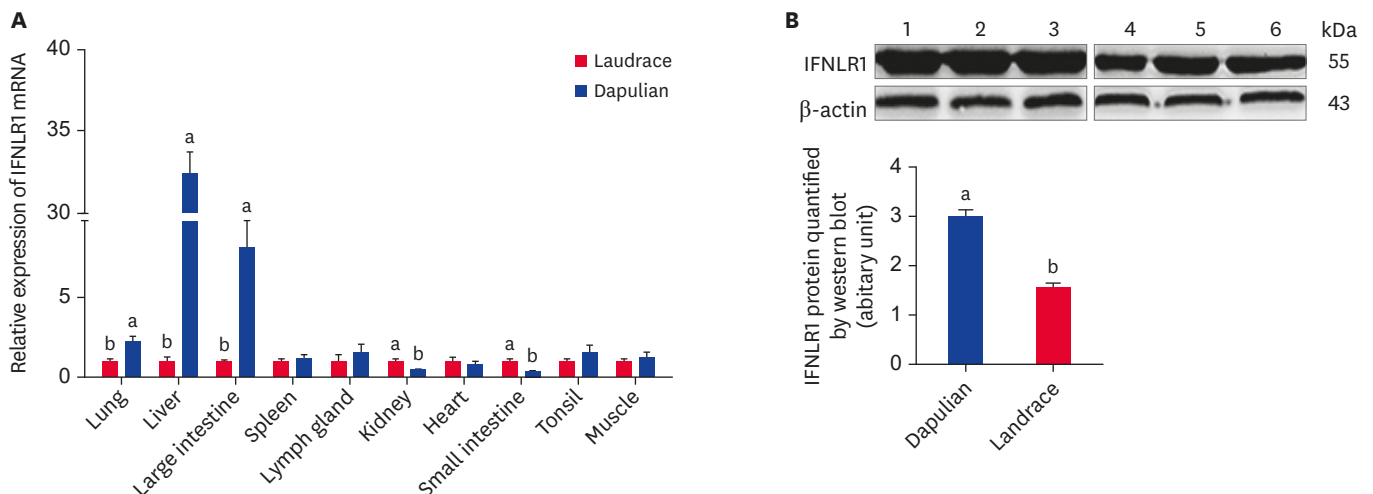 A
Relative expression of IFNLR1 mRNA
40
35
30
5
0
Laudrace
Dapulian
b
a
b
a
b
a
a
b
a
b
Lung
Liver
Large intestine
Spleen
Lymph gland
Kidney
Heart
Small intestine
Tonsil
Muscle
B
1 2 3 4 5 6 kDa
IFNLR1 55
β-actin 43
IFNLR1 protein quantified
by western blot
(abitary unit)
4
3
2
1
0
a
b
Dapulian
Landrace